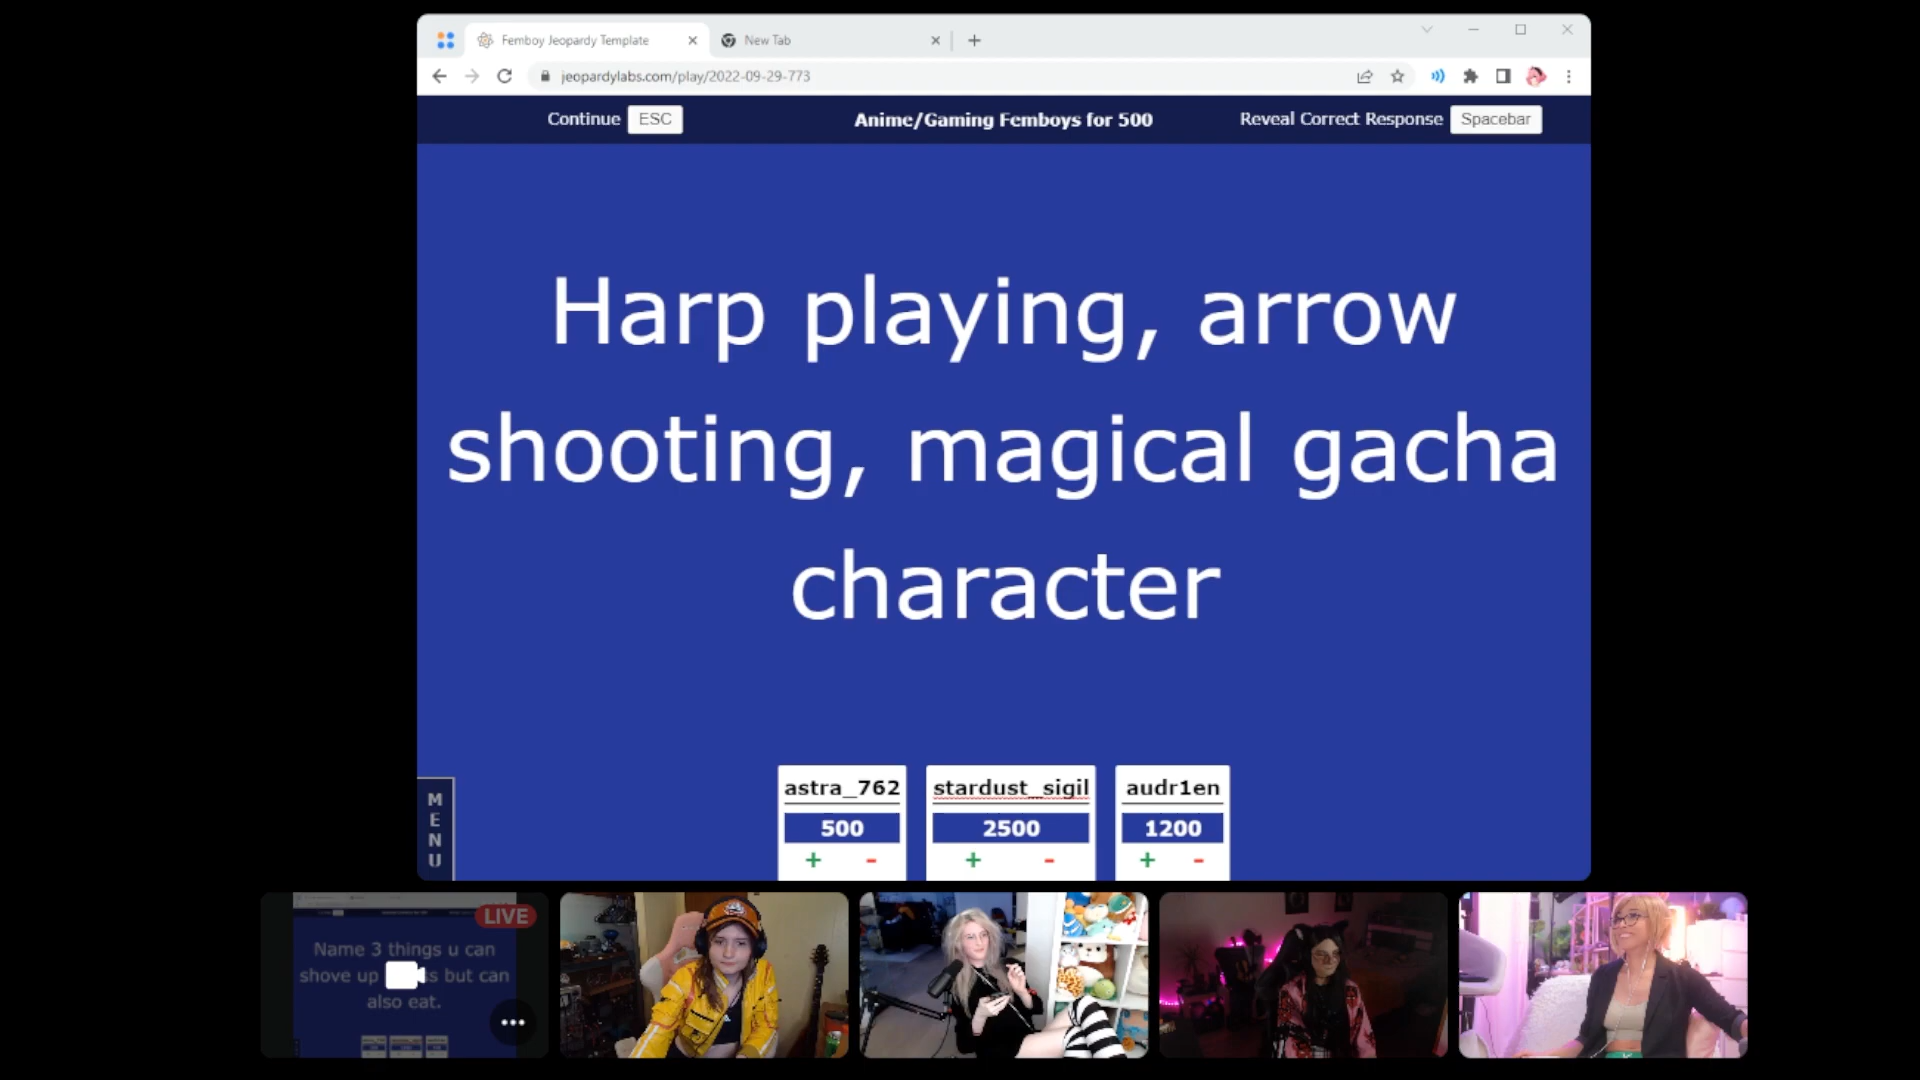 Femboy Jeopardy Template
New Tab
jeopardylabs.com/play/2022-09-29-773
Continue ESC
Anime/Gaming Femboys for 500
Reveal Correct Response Spacebar
Harp playing, arrow
shooting, magical gacha
character
MENU
astra_762 stardust_sigil audr1en
500 2500 1200
+ - + - + -
LIVE
Name 3 things u can
shove up but can
also eat.